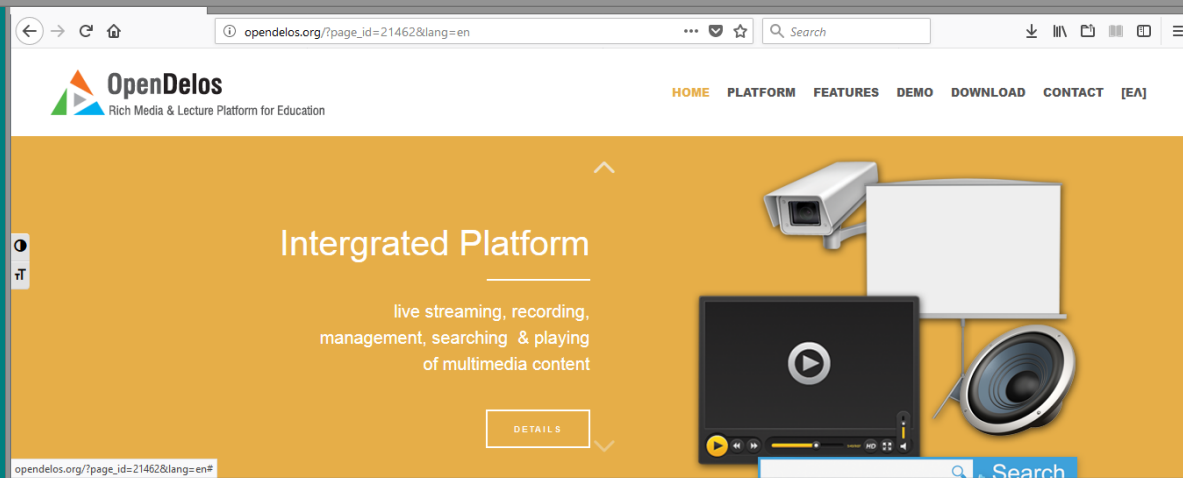 opendelos.org/?page_id=21462&lang=en
Search
OpenDelos
Rich Media & Lecture Platform for Education
HOME PLATFORM FEATURES DEMO DOWNLOAD CONTACT [ΕΛ]
Intergrated Platform
live streaming, recording,
management, searching & playing
of multimedia content
DETAILS
HD
Search
opendelos.org/?page_id=21462&lang=en#